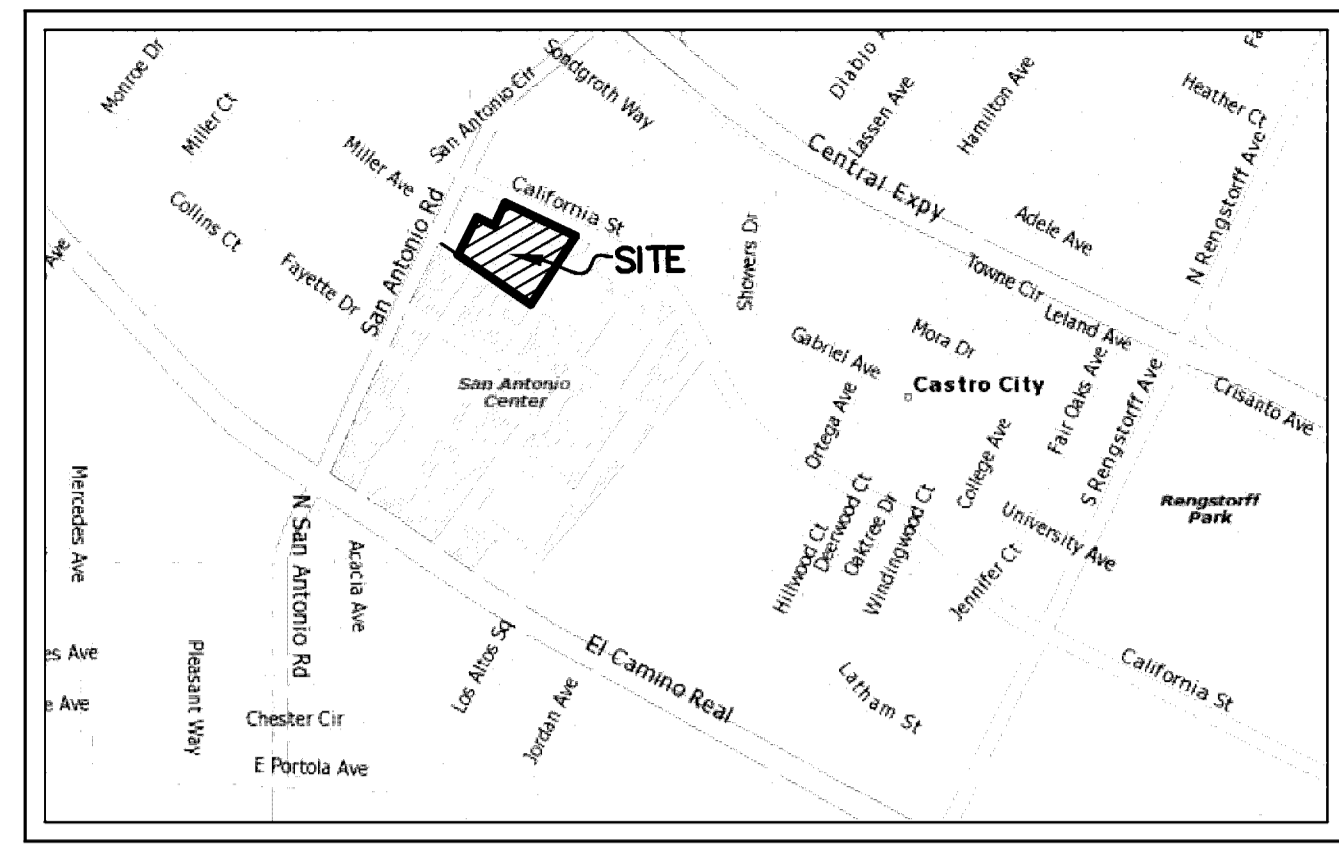 Monroe Dr
Miller Ct
Miller Ave
San Antonio Cir
Sondgroth Way
Diablo A
Lassen Ave
Hamilton Ave
Heather Ct
Fa
Central Expy
N Rengstorff Ave
Collins Ct
San Antonio Rd
California St
SITE
Showers Dr
Adele Ave
Ave
Fayette Dr
Towne Cir
Leland Ave
Mora Dr
Gabriel Ave
San Antonio
Center
Castro City
Ortega Ave
Fair Oaks Ave
S Rengstorff Ave
Crisanto Ave
College Ave
Mercedes Ave
N San Antonio Rd
Acacia Ave
Hillwood Ct
Deerwood Ct
Oaktree Dr
Windingwood Ct
University Ave
Jennifer Ct
Rengstorff
Park
es Ave
Pleasant Way
Los Altos Sq
El Camino Real
Latham St
California St
e Ave
Chester Cir
Jordan Ave
E Portola Ave